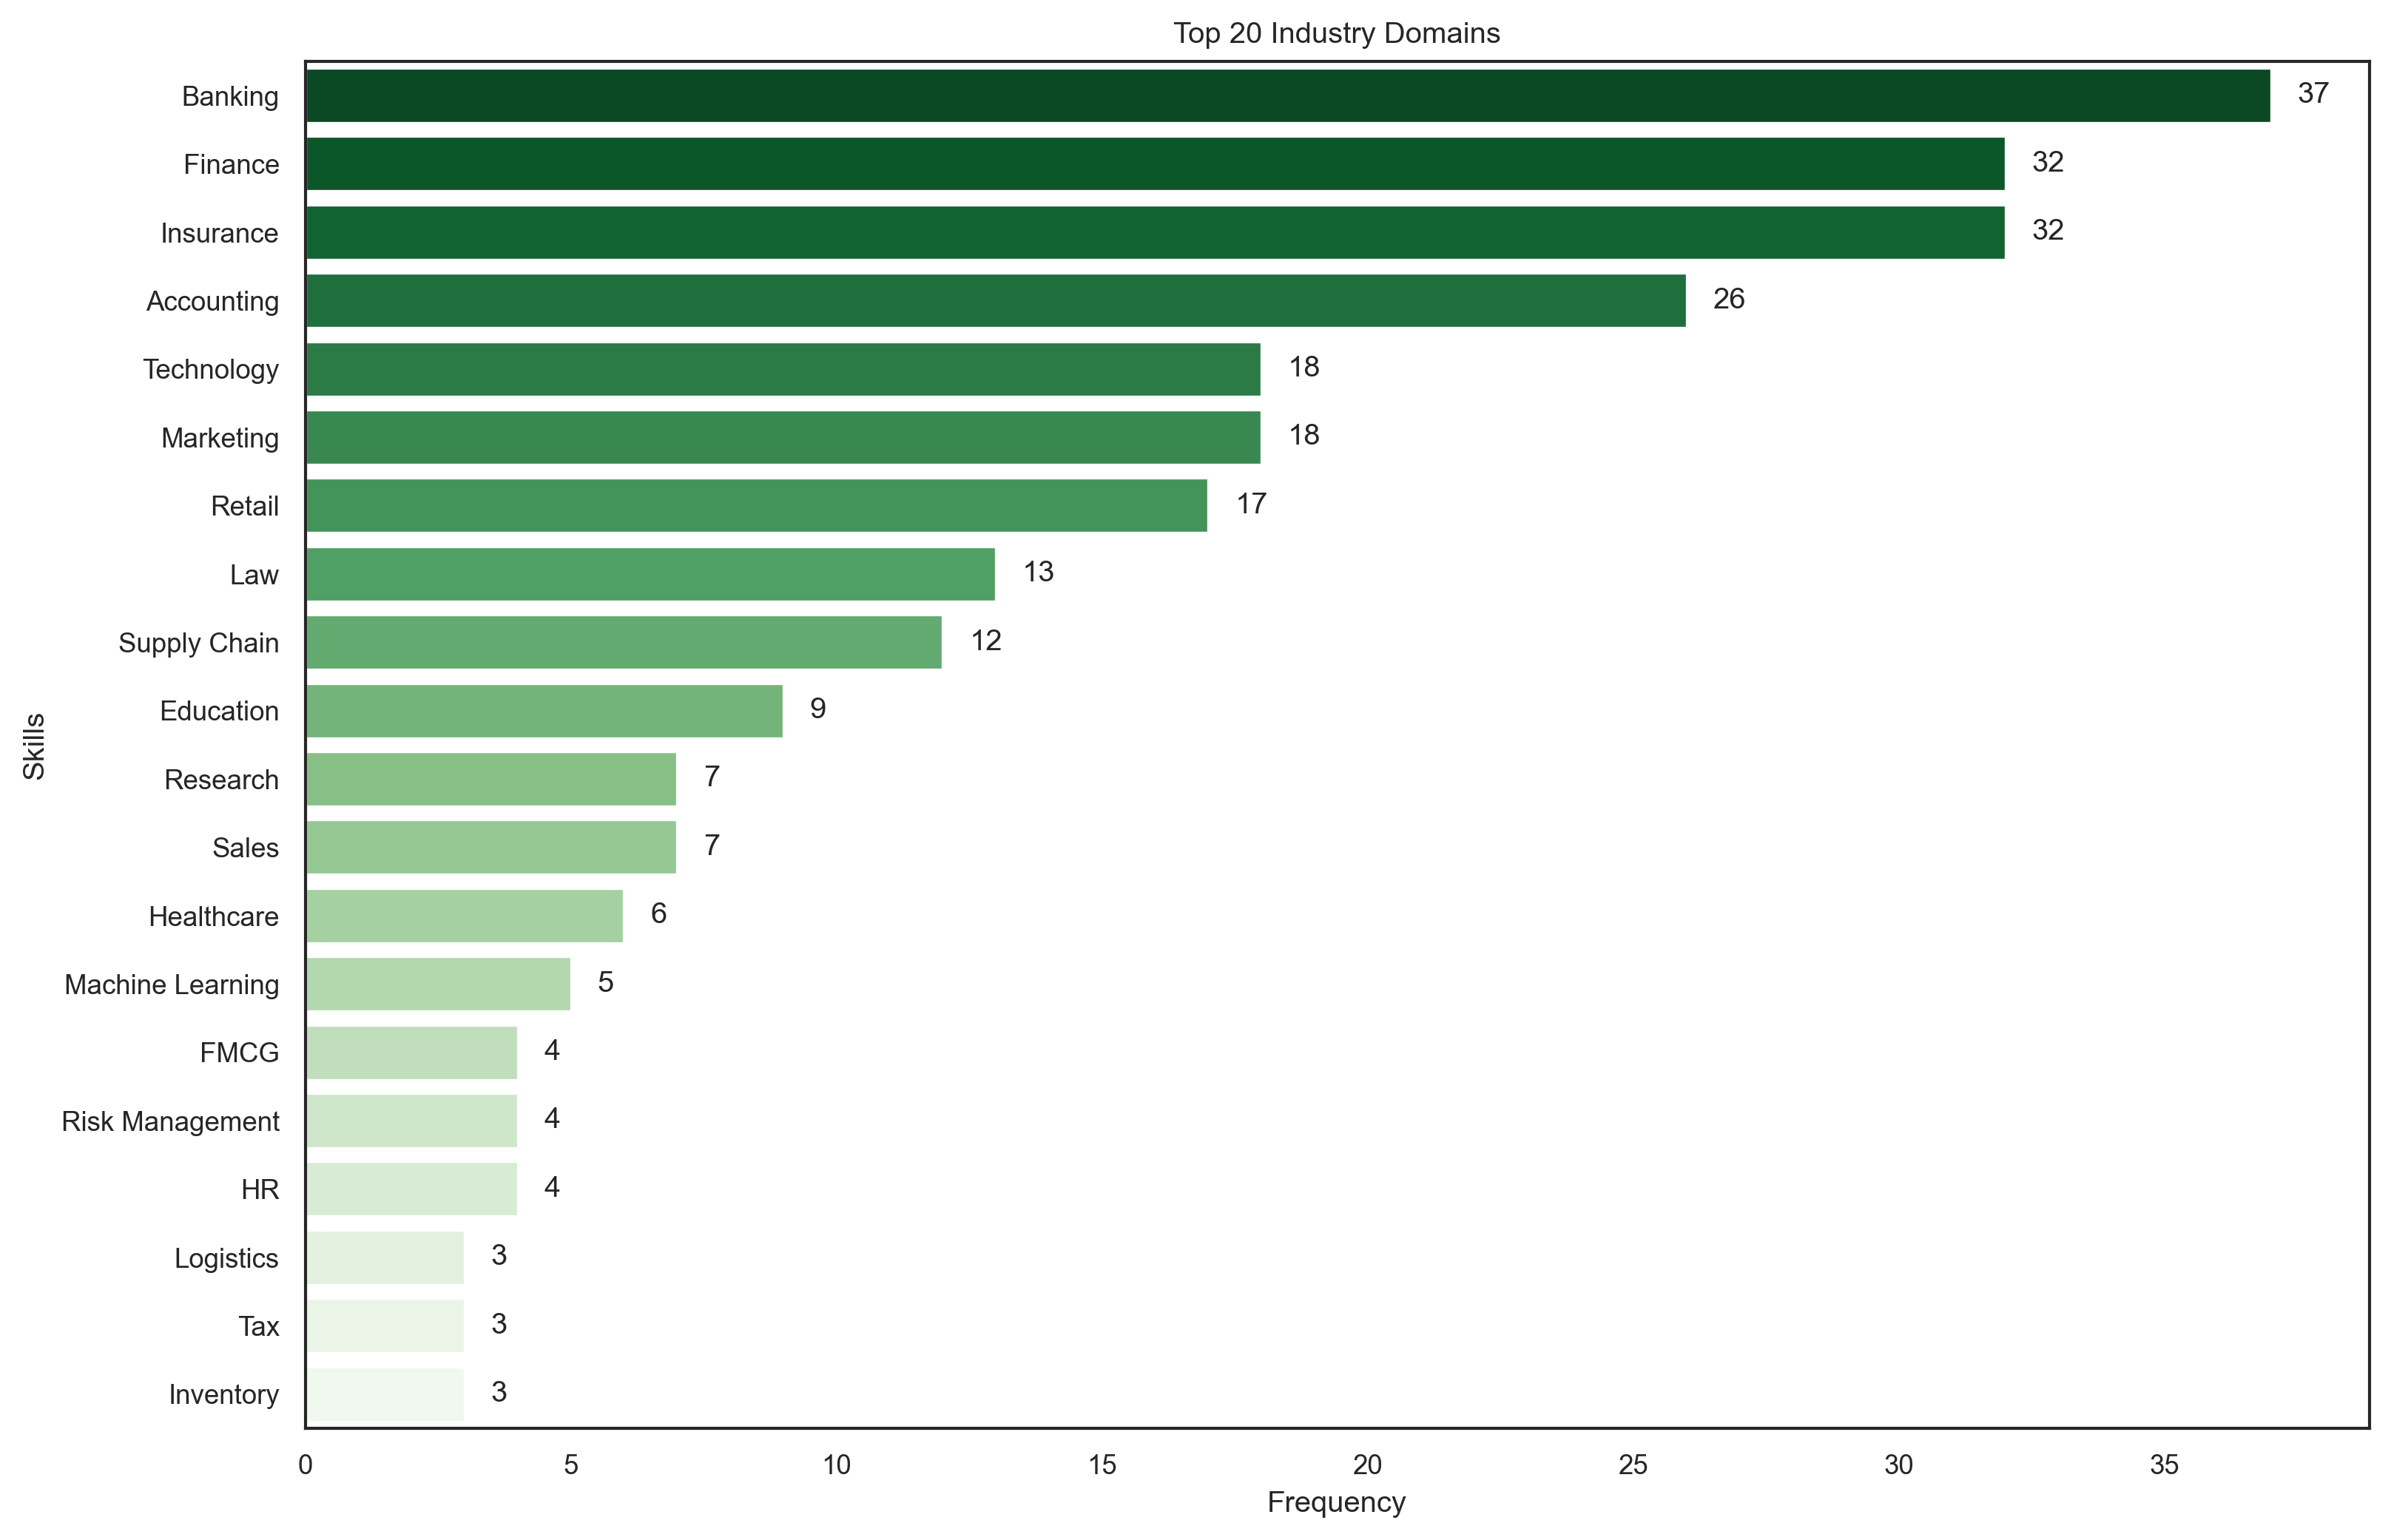 Top 20 Industry Domains
Banking 37
Finance 32
Insurance 32
Accounting 26
Technology 18
Marketing 18
Retail 17
Law 13
Supply Chain 12
Education 9
Research 7
Sales 7
Healthcare 6
Machine Learning 5
FMCG 4
Risk Management 4
HR 4
Logistics 3
Tax 3
Inventory 3
Skills
0 5 10 15 20 25 30 35
Frequency